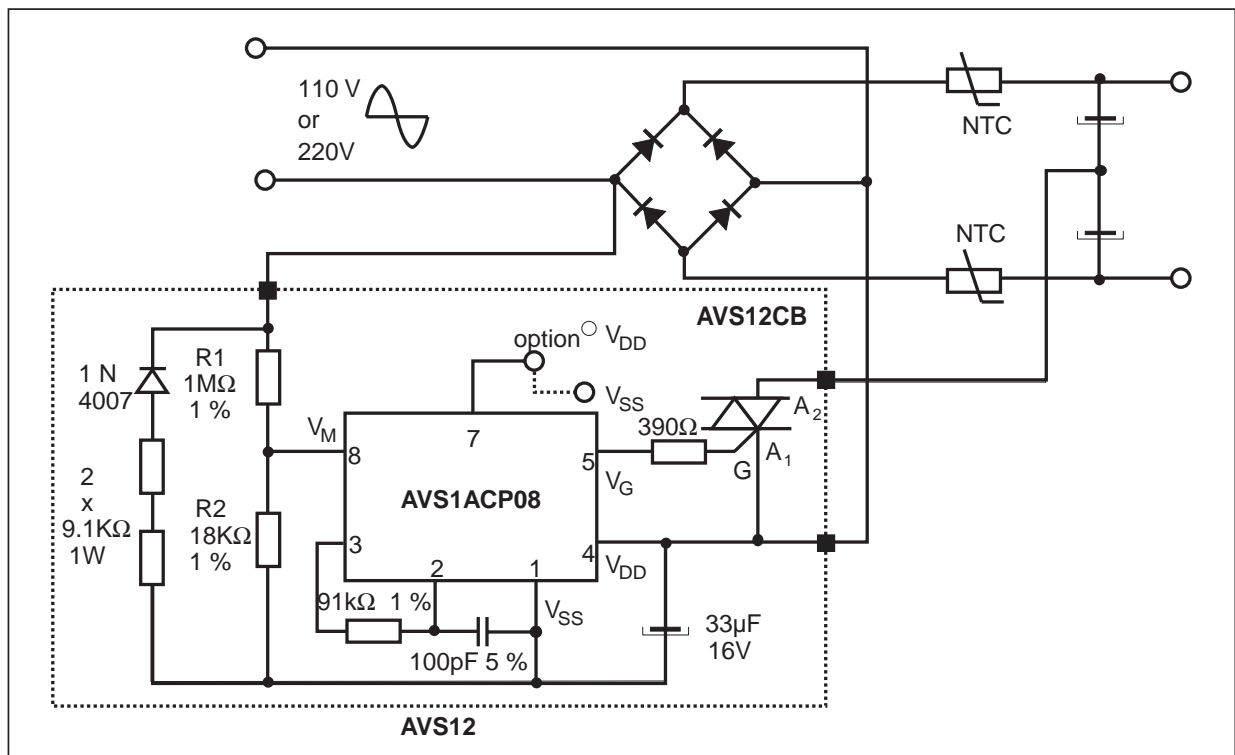 110 V
or
220V
NTC
NTC
AVS12CB
option
V_DD
V_SS
1 N
4007
R1
1MΩ
1 %
V_M
8
7
5
V_G
390Ω
G
A_2
A_1
AVS1ACP08
2
x
9.1KΩ
1W
R2
18KΩ
1 %
3
2
1
4
V_DD
91kΩ 1 %
V_SS
100pF 5 %
33µF
16V
AVS12